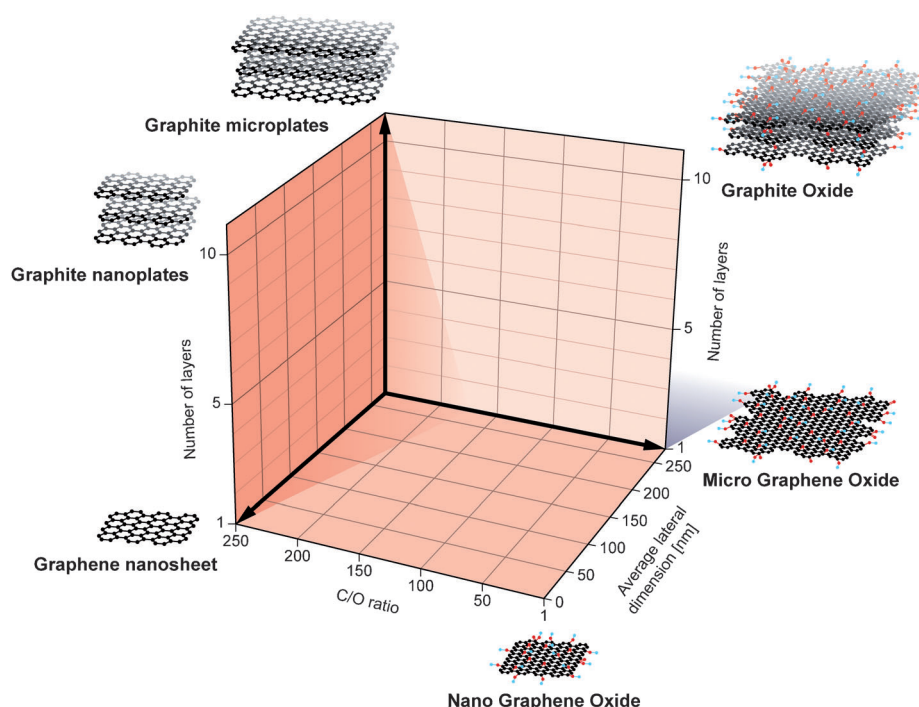 Graphite microplates
Graphite Oxide
Graphite nanoplates
10
5
1
Number of layers
10
5
1
Number of layers
Micro Graphene Oxide
Graphene nanosheet
250
200
150
100
50
1
C/O ratio
250
200
150
100
50
0
Average lateral
dimension [nm]
Nano Graphene Oxide